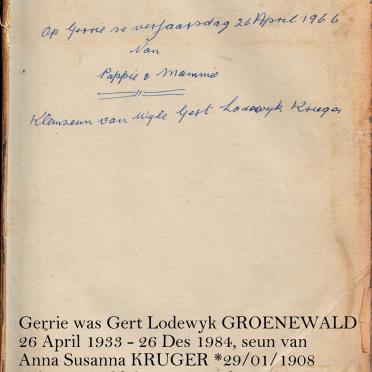 Op Gerrie se verjaarsdag 26 April 1966
Van
Pappie & Mammie
Kleinseun van Wyle Gert Lodewyk Kruger
Gerrie was Gert Lodewyk GROENEWALD
26 April 1933 - 26 Des 1984, seun van
Anna Susanna KRUGER *29/01/1908